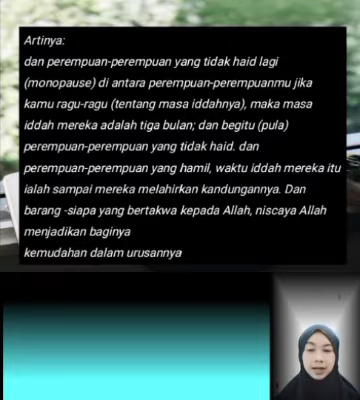 Artinya:
dan perempuan-perempuan yang tidak haid lagi
(monopause) di antara perempuan-perempuanmu jika
kamu ragu-ragu (tentang masa iddahnya), maka masa
iddah mereka adalah tiga bulan; dan begitu (pula)
perempuan-perempuan yang tidak haid. dan
perempuan-perempuan yang hamil, waktu iddah mereka itu
ialah sampai mereka melahirkan kandungannya. Dan
barang -siapa yang bertakwa kepada Allah, niscaya Allah
menjadikan baginya
kemudahan dalam urusannya